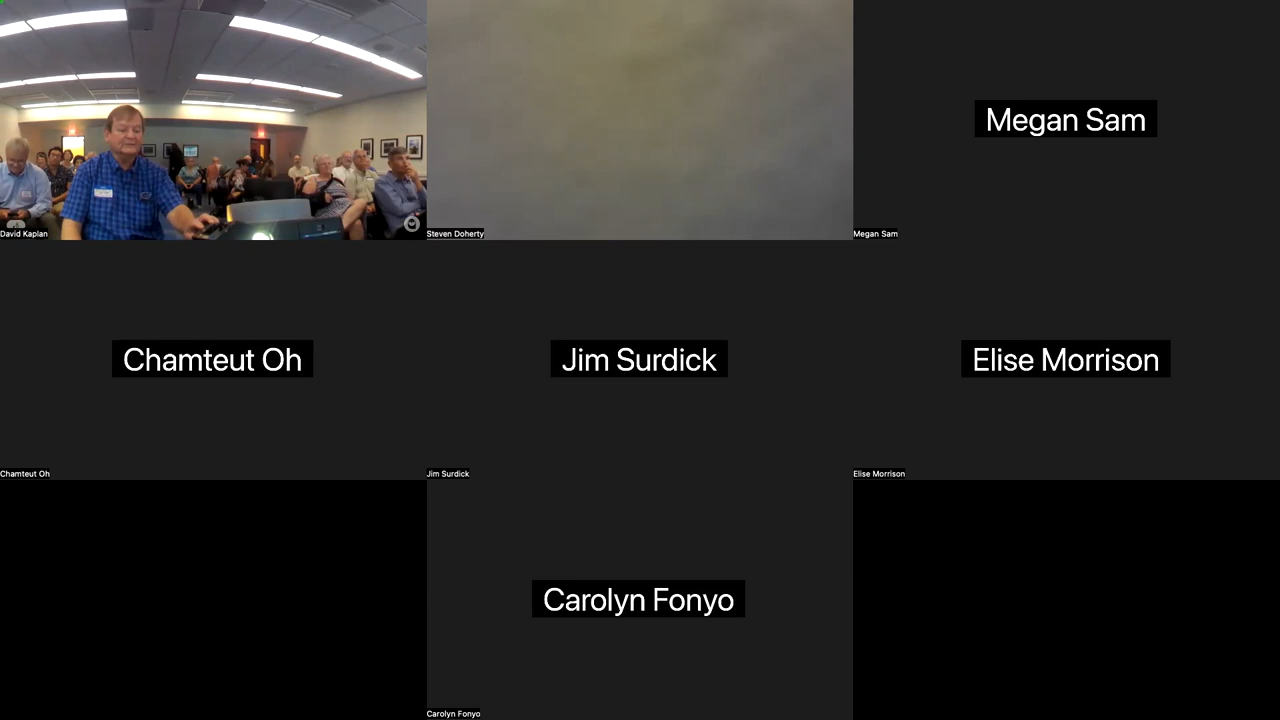 David Kaplan
Steven Doherty
Megan Sam
Megan Sam
Chamteut Oh
Jim Surdick
Elise Morrison
Chamteut Oh
Jim Surdick
Elise Morrison
Carolyn Fonyo
Carolyn Fonyo